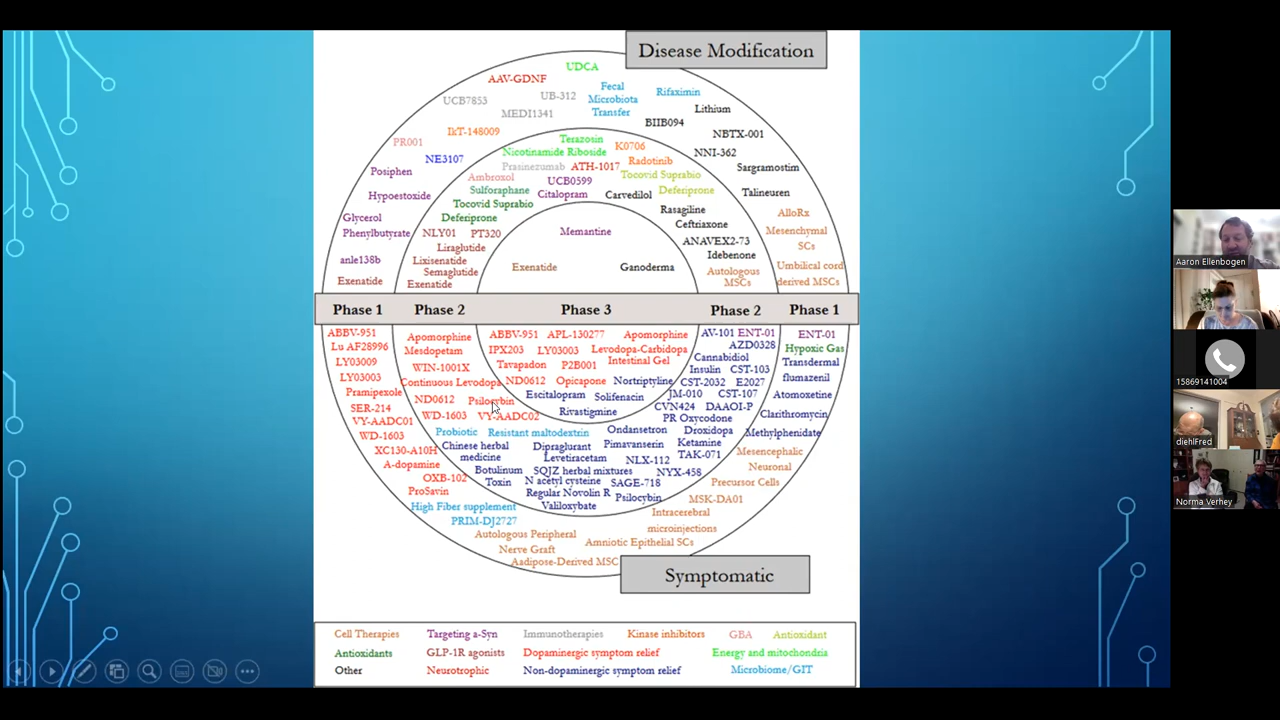 Disease Modification
UDCA
AAV-GDNF
Fecal
Microbiota
Transfer
Rifaximin
UCB7853
UB-312
MEDI1341
Lithium
BIIB094
NBTX-001
IkT-148009
PR001
NE3107
Terazosin
Nicotinamide Riboside
K0706
NNI-362
Prasinezumab
ATH-1017
Radotinib
Sargramostim
Posiphen
Ambroxol
UCB0599
Tocovid Suprabio
Hypoestoxide
Sulforaphane
Citalopram
Carvedilol
Deferiprone
Talineuren
Tocovid Suprabio
Rasagiline
AlloRx
Glycerol
Phenylbutyrate
Deferiprone
Ceftriaxone
Mesenchymal
SCs
NLY01
PT320
Memantine
ANAVEX2-73
Liraglutide
Idebenone
anle138b
Lixisenatide
Exenatide
Ganoderma
Umbilical cord
derived MSCs
Semaglutide
Autologous
MSCs
Exenatide
Exenatide
Phase 1
Phase 2
Phase 3
Phase 2
Phase 1
ABBV-951
Apomorphine
ABBV-951
APL-130277
Apomorphine
AV-101
ENT-01
ENT-01
Lu AF28996
Mesdopetam
IPX203
LY03003
Levodopa-Carbidopa
Intestinal Gel
AZD0328
Hypoxic Gas
LY03009
WIN-1001X
Tavapadon
P2B001
Cannabidiol
Transdermal
flumazenil
LY03003
Continuous Levodopa
ND0612
Opicapone
Nortriptyline
Insulin
CST-103
CST-2032
E2027
Pramipexole
ND0612
Psilocybin
Escitalopram
Solifenacin
JM-010
CST-107
Atomoxetine
SER-214
WD-1603
VY-AADC02
Rivastigmine
CVN424
DAAOI-P
Clarithromycin
VY-AADC01
PR Oxycodone
WD-1603
Probiotic
Resistant maltodextrin
Ondansetron
Droxidopa
Methylphenidate
XC130-A10H
Chinese herbal
medicine
Dipraglurant
Pimavanserin
Ketamine
Mesencephalic
Neuronal
Precursor Cells
A-dopamine
Levetiracetam
NLX-112
TAK-071
OXB-102
Botulinum
Toxin
SQJZ herbal mixtures
NYX-458
ProSavin
N acetyl cysteine
SAGE-718
MSK-DA01
Regular Novolin R
Psilocybin
High Fiber supplement
Valiloxybate
Intracerebral
microinjections
PRIM-DJ2727
Autologous Peripheral
Nerve Graft
Amniotic Epithelial SCs
Aadipose-Derived MSC
Symptomatic
Cell Therapies
Targeting a-Syn
Immunotherapies
Kinase inhibitors
GBA
Antioxidant
Antioxidants
GLP-1R agonists
Dopaminergic symptom relief
Energy and mitochondria
Other
Neurotrophic
Non-dopaminergic symptom relief
Microbiome/GIT
Aaron Ellenbogen
15869141004
diehlFred
Norma Verhey